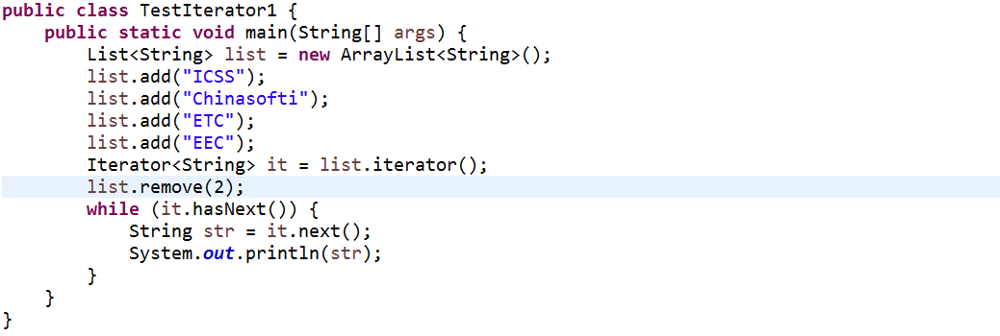 public class TestIterator1 {
    public static void main(String[] args) {
        List<String> list = new ArrayList<String>();
        list.add("ICSS");
        list.add("Chinasofti");
        list.add("ETC");
        list.add("EEC");
        Iterator<String> it = list.iterator();
        list.remove(2);
        while (it.hasNext()) {
            String str = it.next();
            System.out.println(str);
        }
    }
}